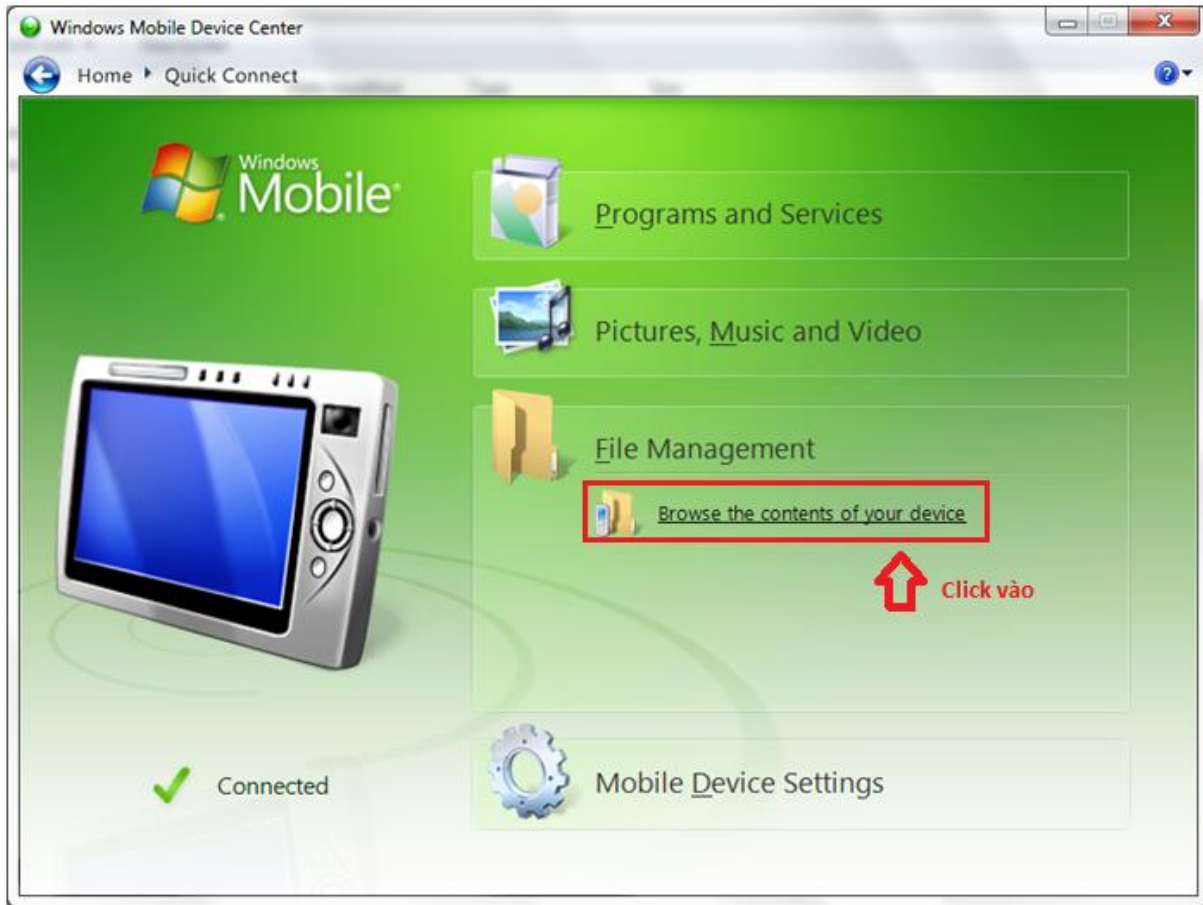 Windows Mobile Device Center
Home Quick Connect
Windows
Mobile®
Programs and Services
Pictures, Music and Video
File Management
Browse the contents of your device
Click vào
Connected
Mobile Device Settings